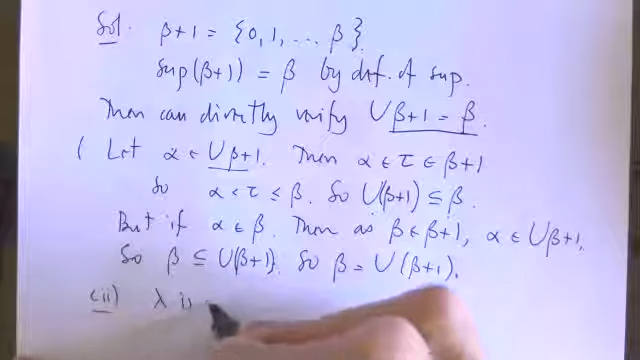 Sol. β+1 = {0, 1, ... β}.
sup(β+1) = β by def. of sup.
Then can directly verify ∪β+1 = β.
( Let α ∈ ∪β+1. Then α ∈ τ ∈ β+1
So α < τ ≤ β. So ∪(β+1) ⊆ β.
But if α ∈ β. Then as β ∈ β+1, α ∈ ∪β+1.
So β ⊆ ∪(β+1). So β = ∪(β+1).
(ii) λ is